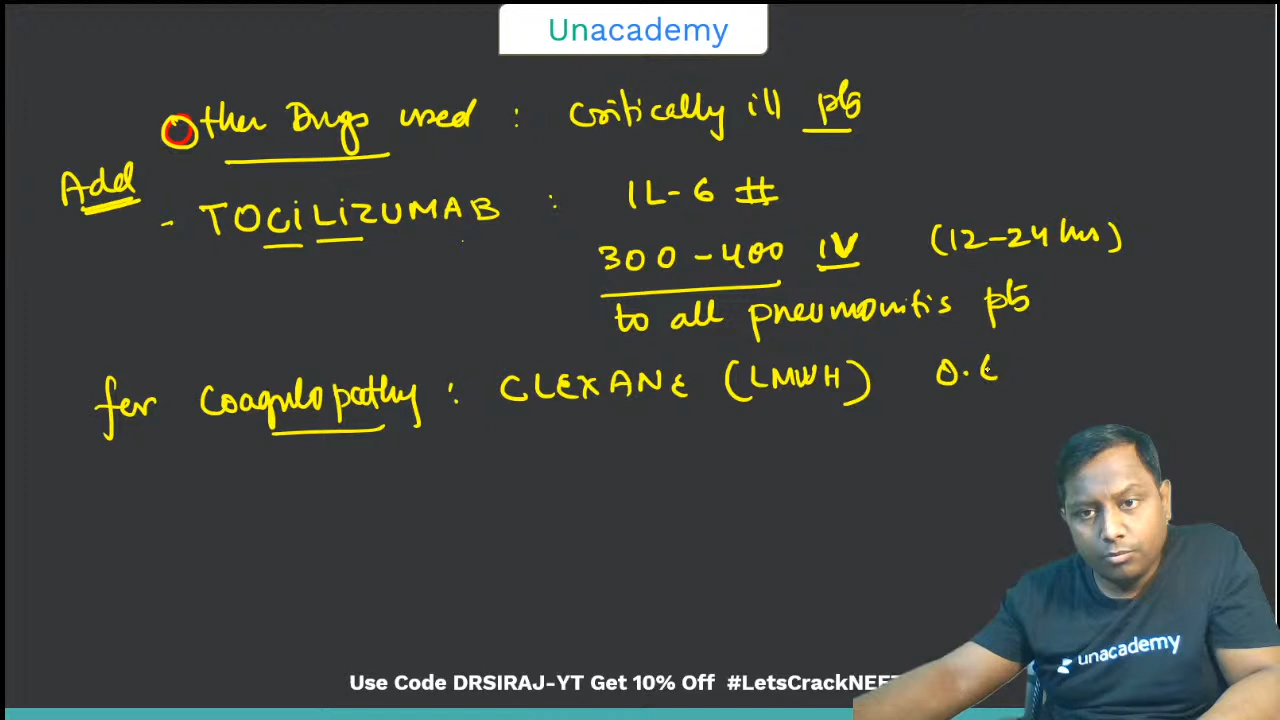 Unacademy
Other Drugs used : critically ill pts
Add
- TOCiLiZUMAB : IL-6 #
300-400 IV (12-24 hrs)
to all pneumonitis pts
for Coagulopathy : CLEXANE (LMWH) 0.6
unacademy
Use Code DRSIRAJ-YT Get 10% Off #LetsCrackNEET